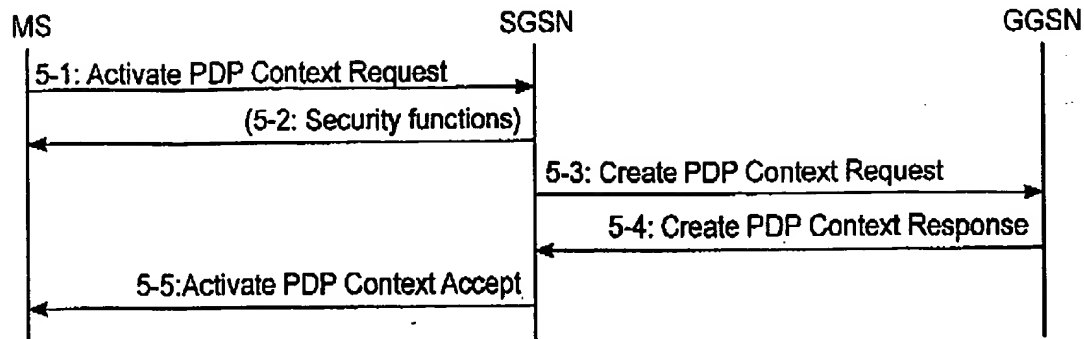 MS SGSN GGSN
5-1: Activate PDP Context Request
(5-2: Security functions)
5-3: Create PDP Context Request
5-4: Create PDP Context Response
5-5:Activate PDP Context Accept